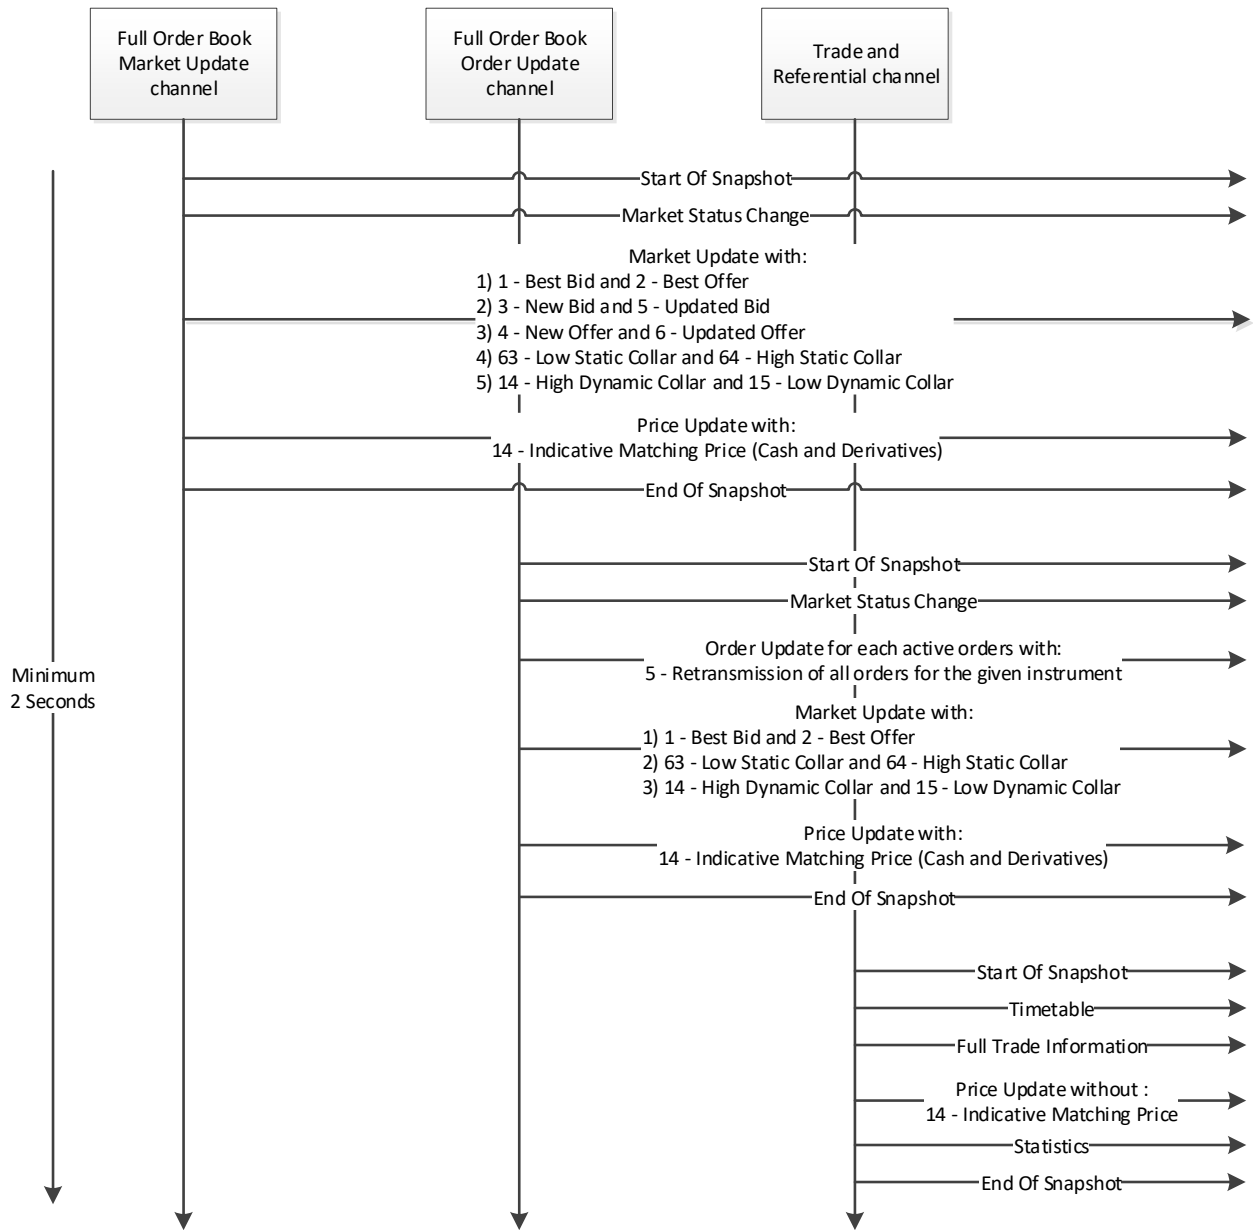 Full Order Book
Market Update
channel
Full Order Book
Order Update
channel
Trade and
Referential channel
Start Of Snapshot
Market Status Change
Market Update with:
1) 1 - Best Bid and 2 - Best Offer
2) 3 - New Bid and 5 - Updated Bid
3) 4 - New Offer and 6 - Updated Offer
4) 63 - Low Static Collar and 64 - High Static Collar
5) 14 - High Dynamic Collar and 15 - Low Dynamic Collar
Price Update with:
14 - Indicative Matching Price (Cash and Derivatives)
End Of Snapshot
Start Of Snapshot
Market Status Change
Order Update for each active orders with:
5 - Retransmission of all orders for the given instrument
Minimum
2 Seconds
Market Update with:
1) 1 - Best Bid and 2 - Best Offer
2) 63 - Low Static Collar and 64 - High Static Collar
3) 14 - High Dynamic Collar and 15 - Low Dynamic Collar
Price Update with:
14 - Indicative Matching Price (Cash and Derivatives)
End Of Snapshot
Start Of Snapshot
Timetable
Full Trade Information
Price Update without :
14 - Indicative Matching Price
Statistics
End Of Snapshot